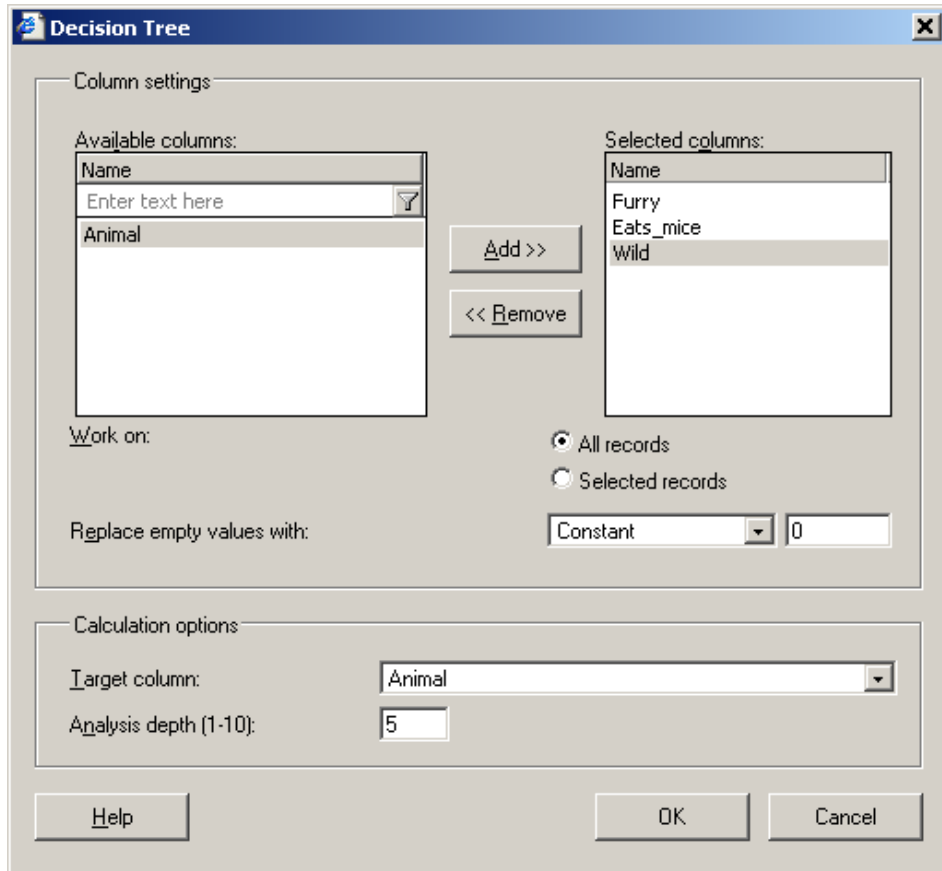 Decision Tree
Column settings
Available columns:
Name
Enter text here
Animal
Add >>
<< Remove
Selected columns:
Name
Furry
Eats_mice
Wild
Work on:
All records
Selected records
Replace empty values with:
Constant
0
Calculation options
Target column:
Animal
Analysis depth (1-10):
5
Help
OK
Cancel